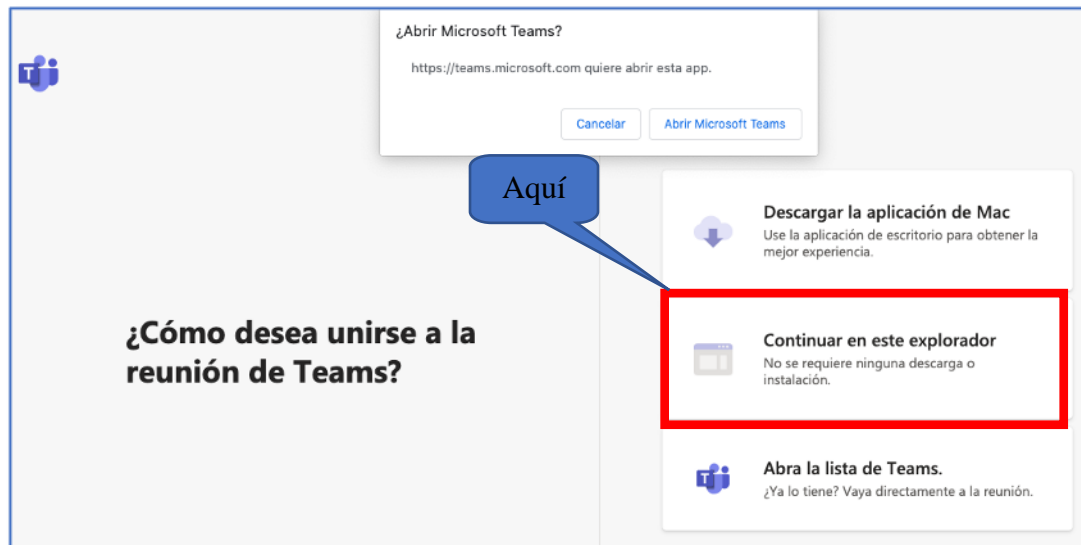 ¿Abrir Microsoft Teams?
https://teams.microsoft.com quiere abrir esta app.
Cancelar
Abrir Microsoft Teams
Aquí
¿Cómo desea unirse a la
reunión de Teams?
Descargar la aplicación de Mac
Use la aplicación de escritorio para obtener la
mejor experiencia.
Continuar en este explorador
No se requiere ninguna descarga o
instalación.
Abra la lista de Teams.
¿Ya lo tiene? Vaya directamente a la reunión.